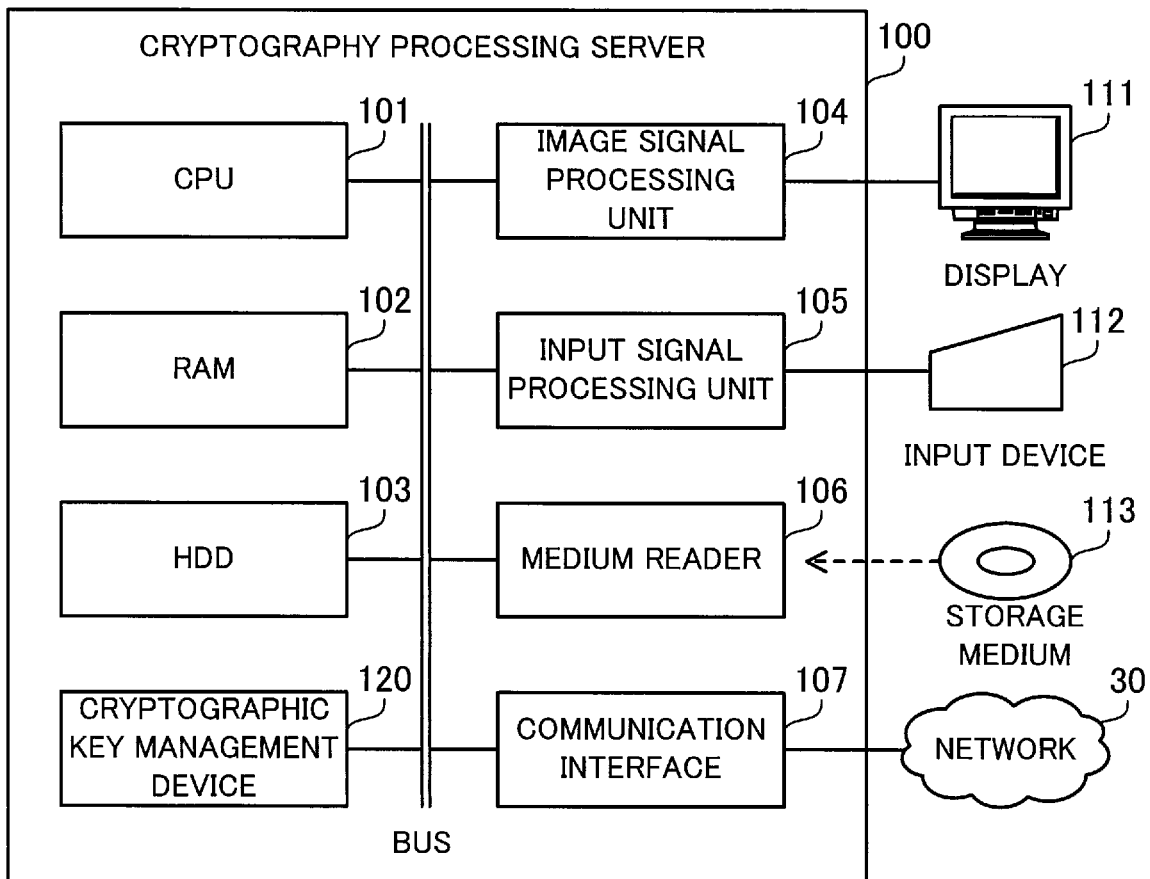 CRYPTOGRAPHY PROCESSING SERVER
100
101
CPU
104
IMAGE SIGNAL
PROCESSING
UNIT
111
DISPLAY
102
RAM
105
INPUT SIGNAL
PROCESSING UNIT
112
INPUT DEVICE
103
HDD
106
MEDIUM READER
113
STORAGE
MEDIUM
120
CRYPTOGRAPHIC
KEY MANAGEMENT
DEVICE
107
COMMUNICATION
INTERFACE
30
NETWORK
BUS